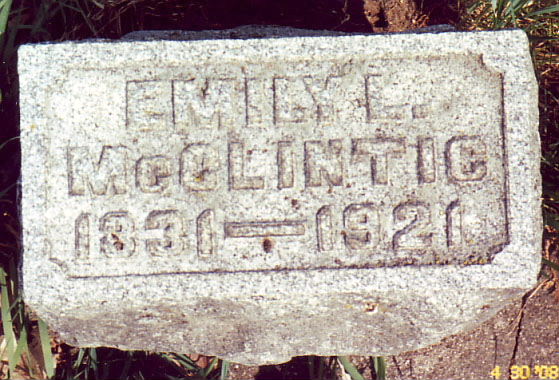 EMILY L.
McCLINTIC
1831—1921
4 30 '08